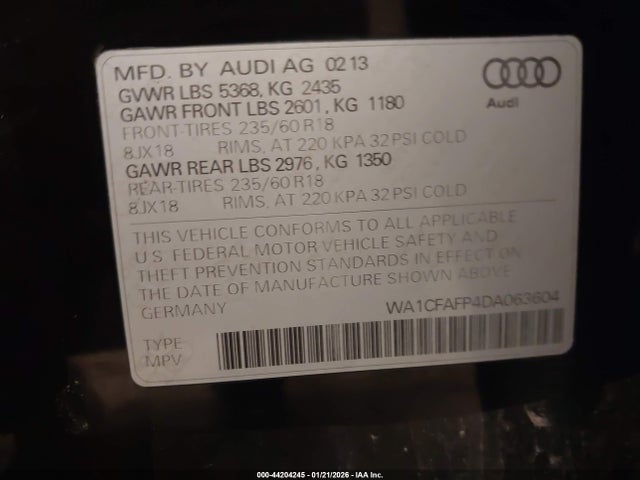 MFD. BY AUDI AG 02 13
GVWR LBS 5368, KG 2435
GAWR FRONT LBS 2601, KG 1180
FRONT-TIRES 235/60 R18
8JX18 RIMS, AT 220 KPA 32 PSI COLD
GAWR REAR LBS 2976, KG 1350
REAR-TIRES 235/60 R18
8JX18 RIMS, AT 220 KPA 32 PSI COLD
Audi
THIS VEHICLE CONFORMS TO ALL APPLICABLE
U.S. FEDERAL MOTOR VEHICLE SAFETY AND
THEFT PREVENTION STANDARDS IN EFFECT ON
THE DATE OF MANUFACTURE SHOWN ABOVE
GERMANY WA1CFAFP4DA063604
TYPE
MPV
000-44204245 - 01/21/2026 - IAA Inc.